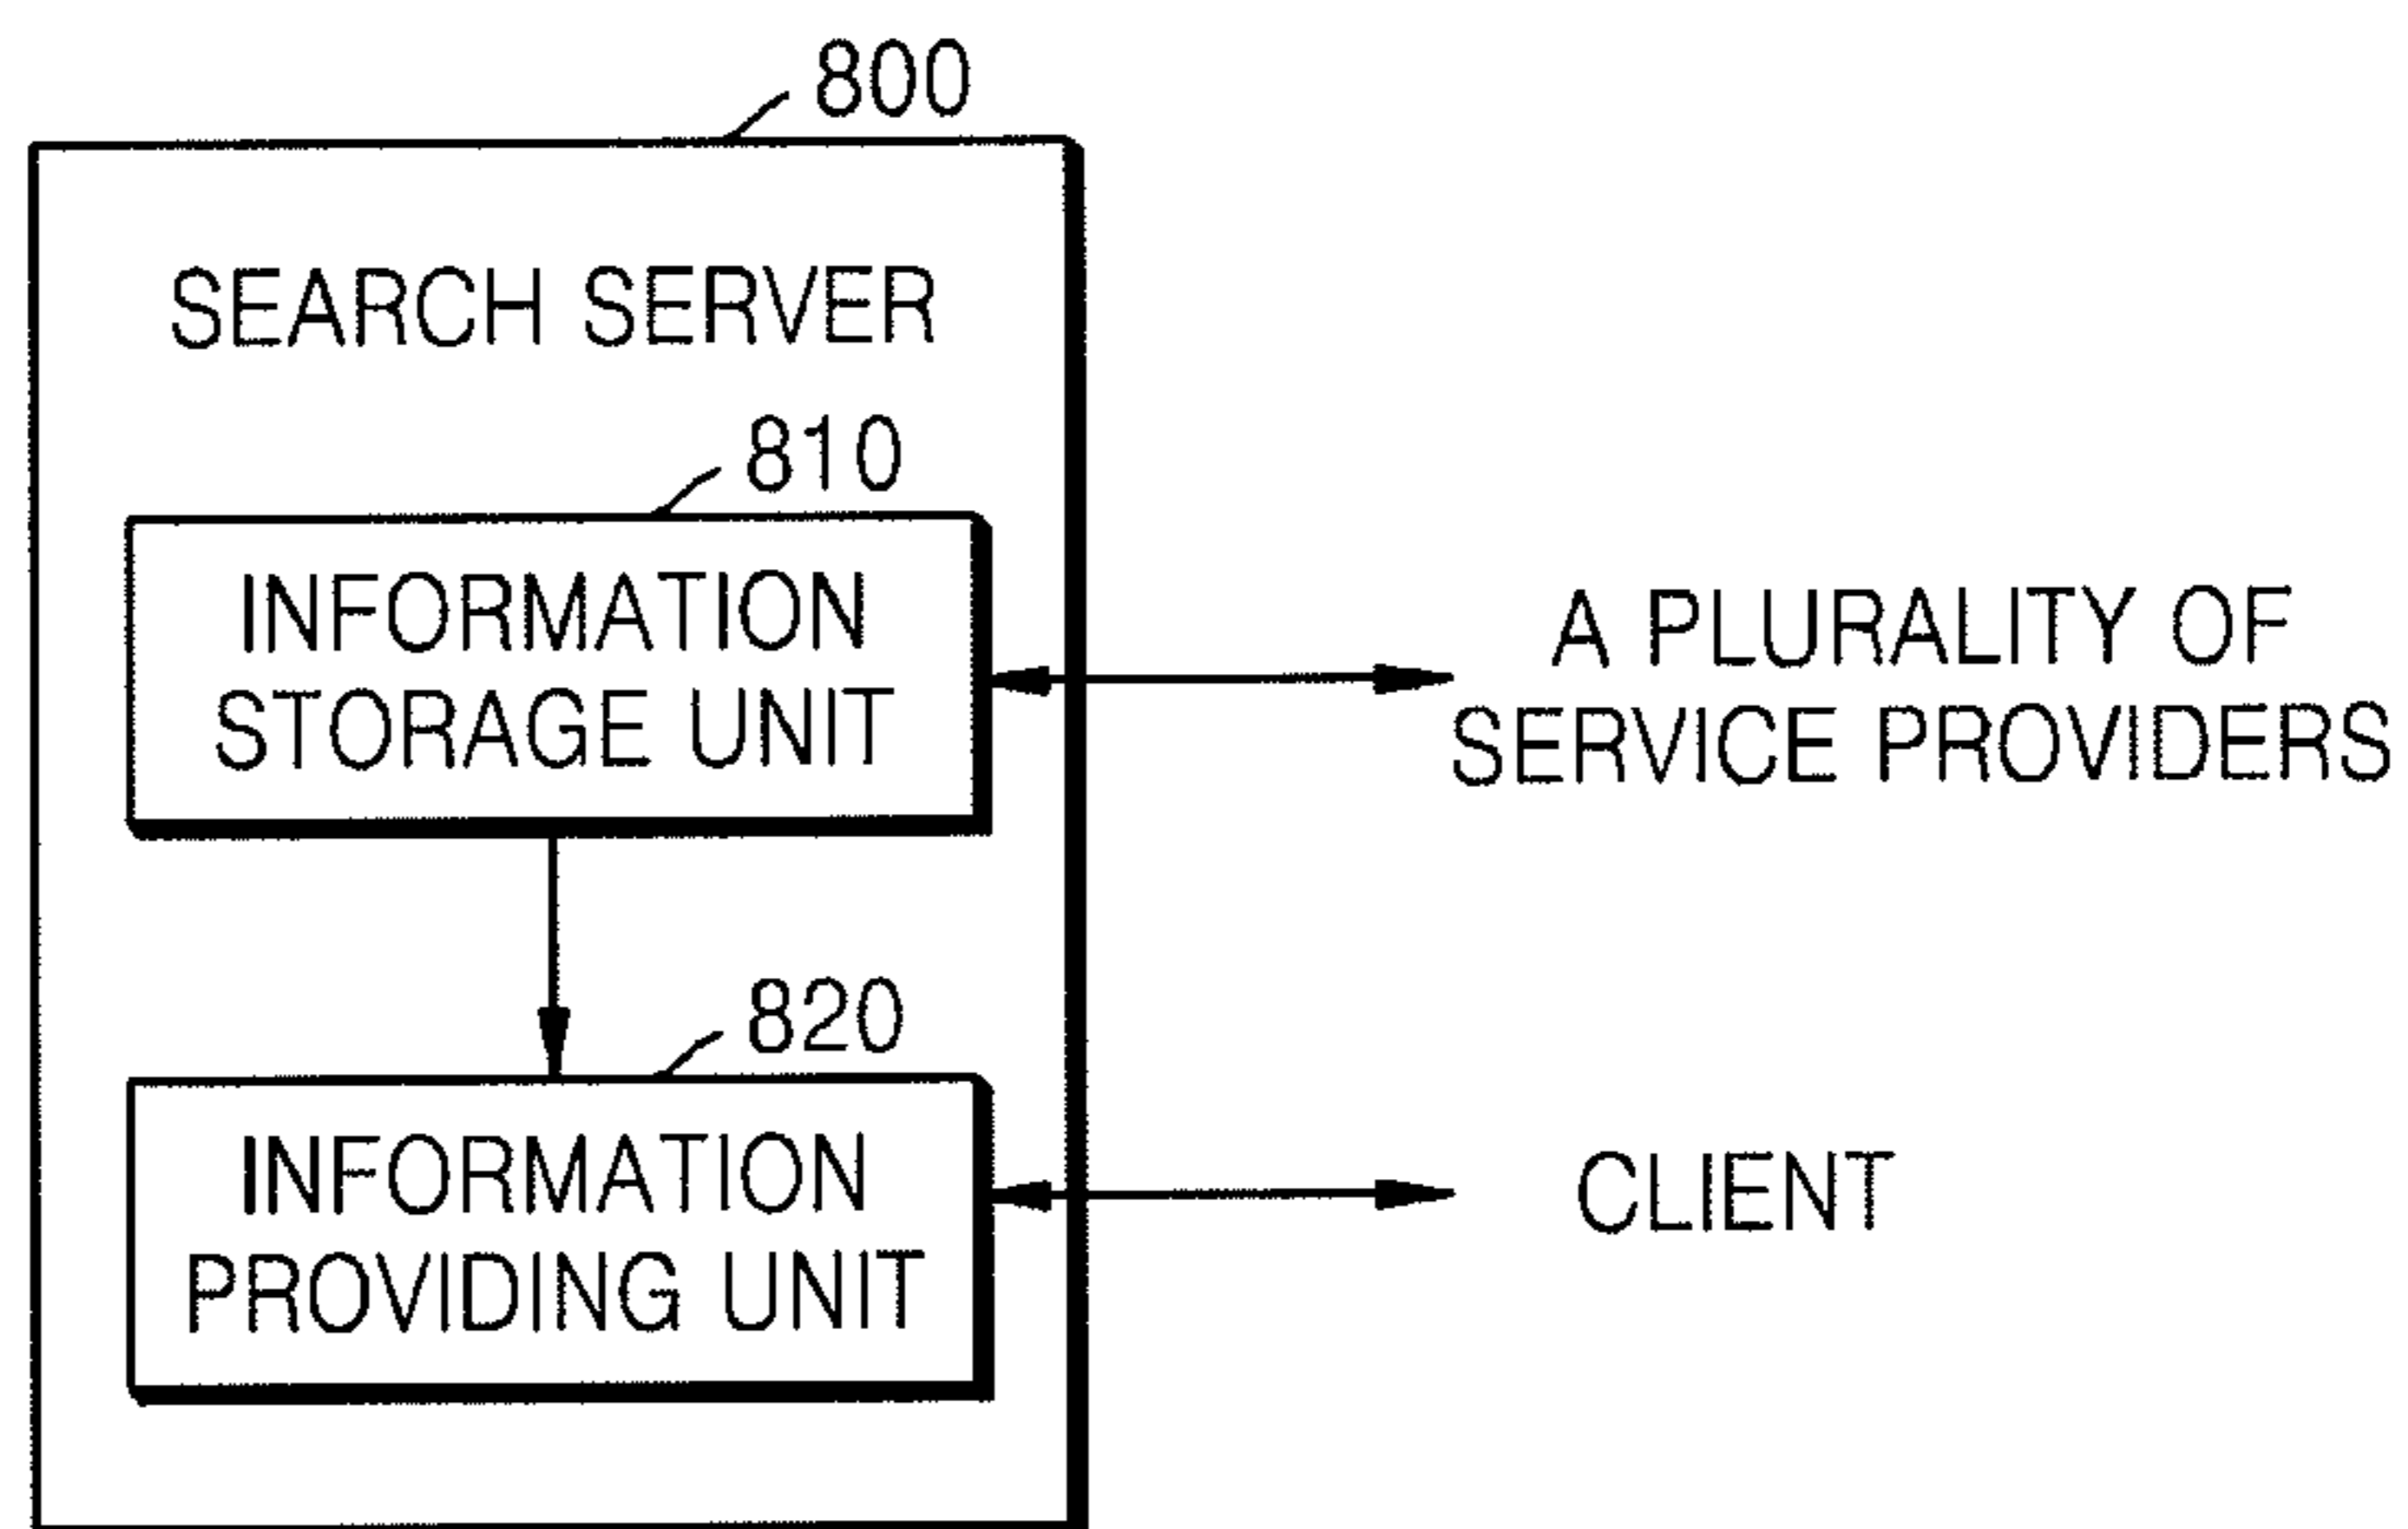 800
SEARCH SERVER
810
INFORMATION
STORAGE UNIT
A PLURALITY OF
SERVICE PROVIDERS
820
INFORMATION
PROVIDING UNIT
CLIENT